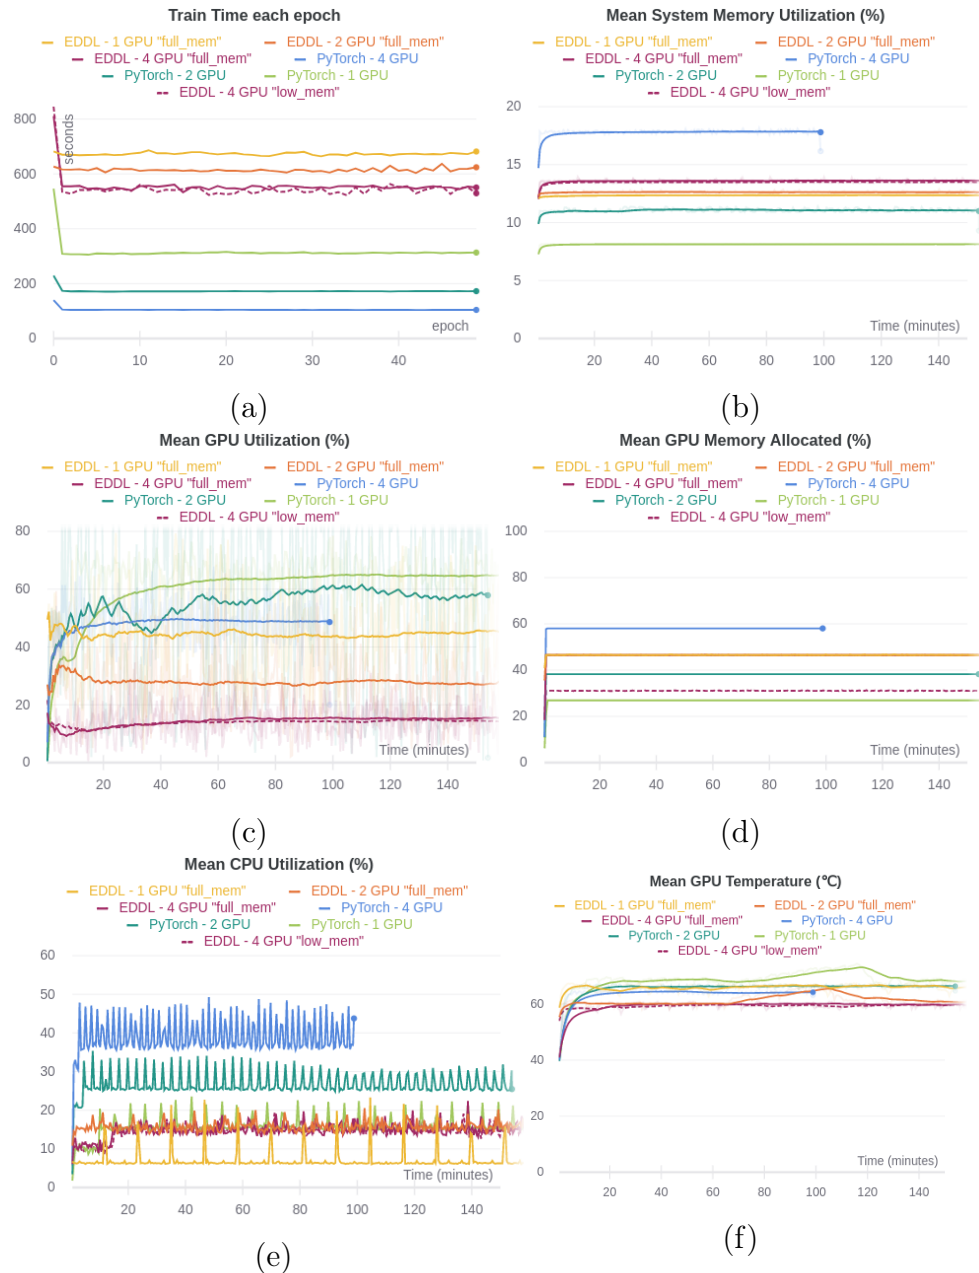 Train Time each epoch
EDDL - 1 GPU "full_mem" EDDL - 2 GPU "full_mem"
EDDL - 4 GPU "full_mem" PyTorch - 4 GPU
PyTorch - 2 GPU PyTorch - 1 GPU
EDDL - 4 GPU "low_mem"
seconds
800
600
400
200
0
epoch
0 10 20 30 40
(a)
Mean System Memory Utilization (%)
EDDL - 1 GPU "full_mem" EDDL - 2 GPU "full_mem"
EDDL - 4 GPU "full_mem" PyTorch - 4 GPU
PyTorch - 2 GPU PyTorch - 1 GPU
EDDL - 4 GPU "low_mem"
20
15
10
5
0
Time (minutes)
20 40 60 80 100 120 140
(b)
Mean GPU Utilization (%)
EDDL - 1 GPU "full_mem" EDDL - 2 GPU "full_mem"
EDDL - 4 GPU "full_mem" PyTorch - 4 GPU
PyTorch - 2 GPU PyTorch - 1 GPU
EDDL - 4 GPU "low_mem"
80
60
40
20
0
Time (minutes)
20 40 60 80 100 120 140
(c)
Mean GPU Memory Allocated (%)
EDDL - 1 GPU "full_mem" EDDL - 2 GPU "full_mem"
EDDL - 4 GPU "full_mem" PyTorch - 4 GPU
PyTorch - 2 GPU PyTorch - 1 GPU
EDDL - 4 GPU "low_mem"
100
80
60
40
20
0
Time (minutes)
20 40 60 80 100 120 140
(d)
Mean CPU Utilization (%)
EDDL - 1 GPU "full_mem" EDDL - 2 GPU "full_mem"
EDDL - 4 GPU "full_mem" PyTorch - 4 GPU
PyTorch - 2 GPU PyTorch - 1 GPU
EDDL - 4 GPU "low_mem"
60
50
40
30
20
10
0
Time (minutes)
20 40 60 80 100 120 140
(e)
Mean GPU Temperature (℃)
EDDL - 1 GPU "full_mem" EDDL - 2 GPU "full_mem"
EDDL - 4 GPU "full_mem" PyTorch - 4 GPU
PyTorch - 2 GPU PyTorch - 1 GPU
EDDL - 4 GPU "low_mem"
60
40
20
0
Time (minutes)
20 40 60 80 100 120 140
(f)